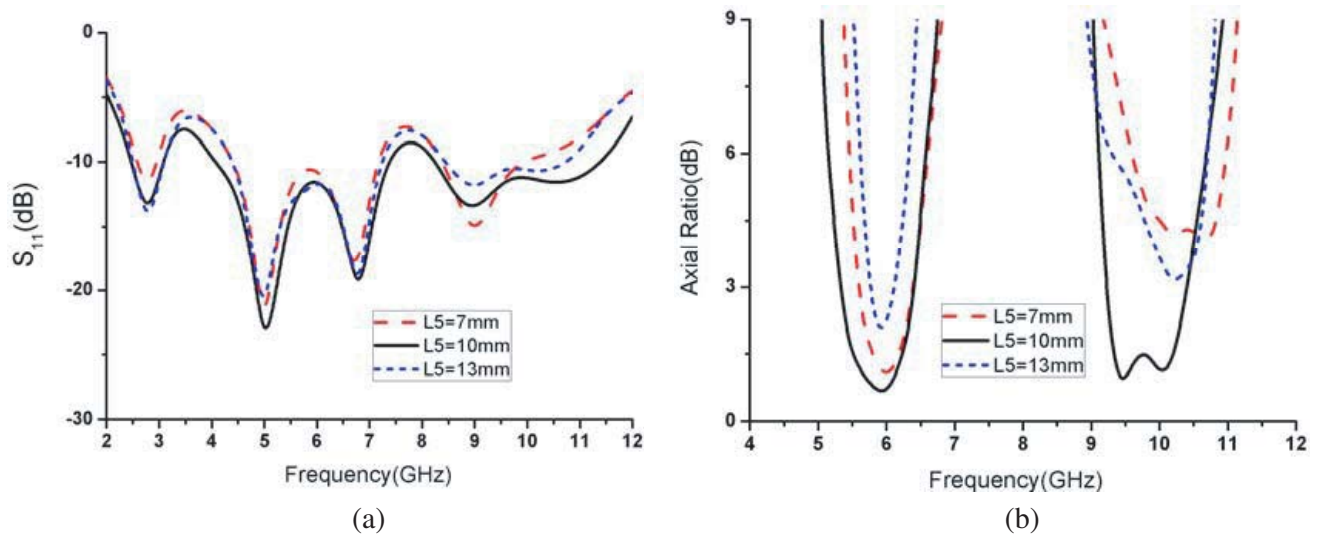 0
-10
-20
-30
S11(dB)
L5=7mm
L5=10mm
L5=13mm
2 3 4 5 6 7 8 9 10 11 12
Frequency(GHz)
(a)
9
6
3
0
Axial Ratio(dB)
L5=7mm
L5=10mm
L5=13mm
4 5 6 7 8 9 10 11 12
Frequency(GHz)
(b)